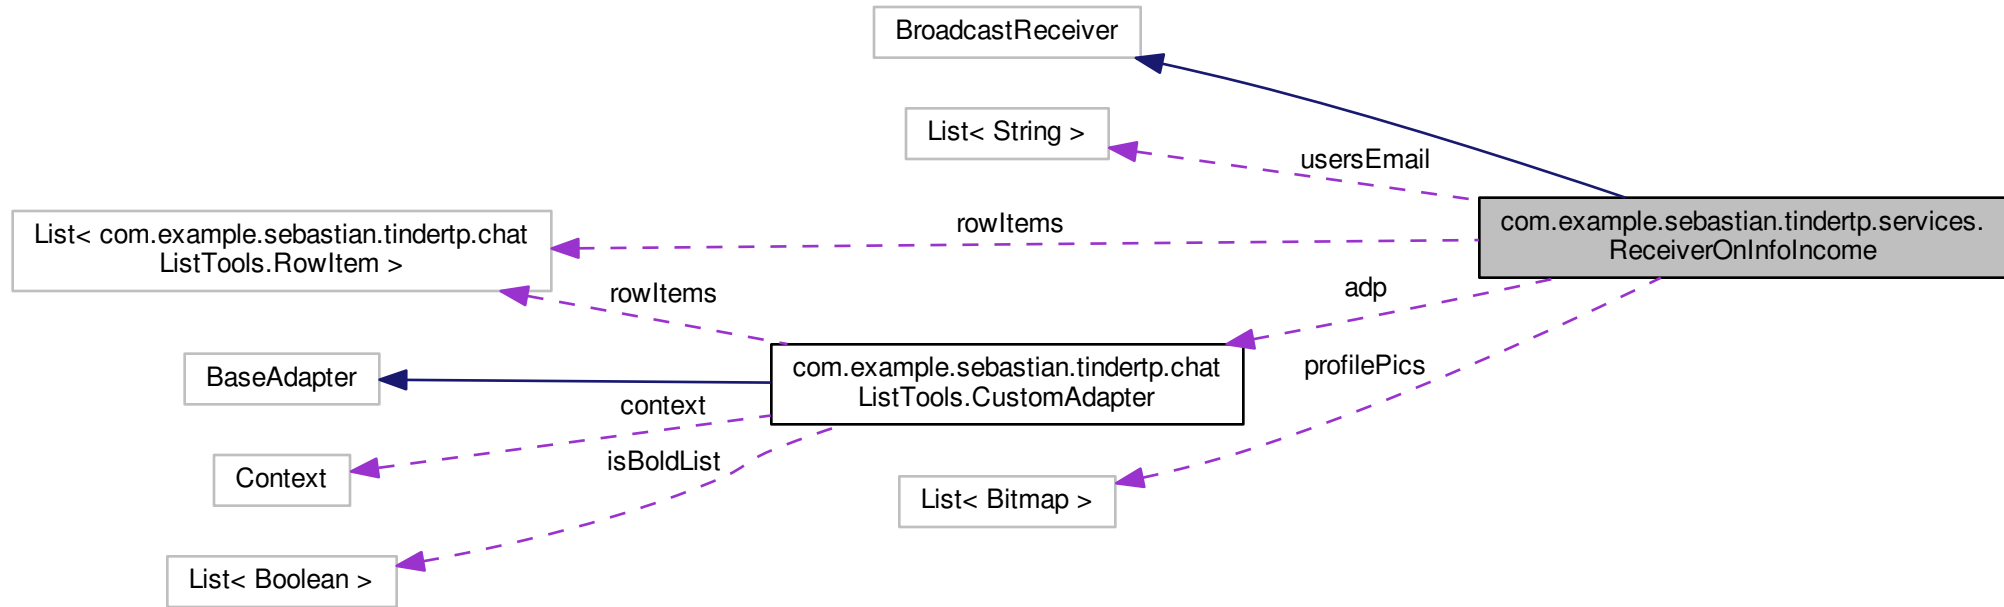 BroadcastReceiver
List< String >
usersEmail
com.example.sebastian.tindertp.services.
ReceiverOnInfoIncome
rowItems
List< com.example.sebastian.tindertp.chat
ListTools.RowItem >
rowItems
adp
com.example.sebastian.tindertp.chat
ListTools.CustomAdapter
BaseAdapter
profilePics
context
isBoldList
Context
List< Bitmap >
List< Boolean >